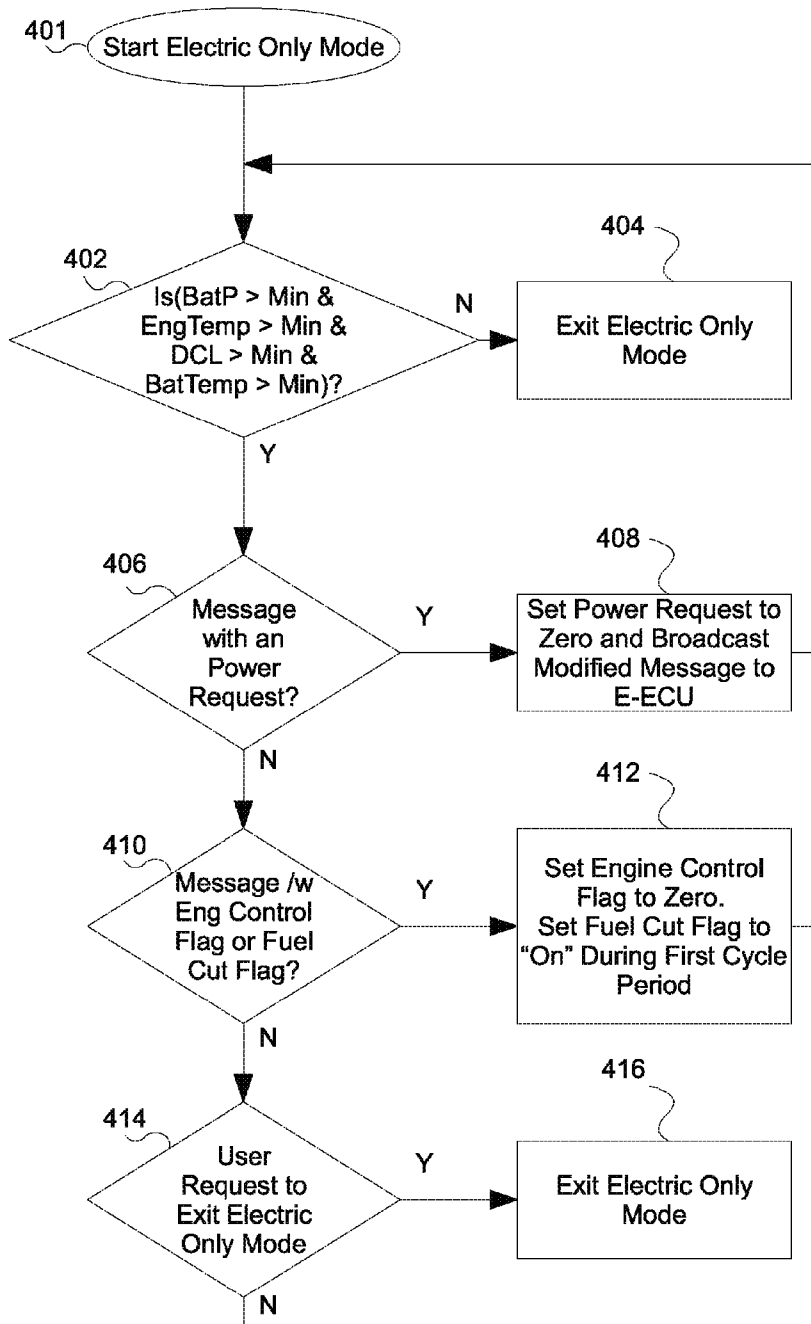 401
Start Electric Only Mode
402
Is(BatP > Min &
EngTemp > Min &
DCL > Min &
BatTemp > Min)?
N
404
Exit Electric Only
Mode
Y
406
Message
with an
Power
Request?
Y
408
Set Power Request to
Zero and Broadcast
Modified Message to
E-ECU
N
410
Message /w
Eng Control
Flag or Fuel
Cut Flag?
Y
412
Set Engine Control
Flag to Zero.
Set Fuel Cut Flag to
“On” During First Cycle
Period
N
414
User
Request to
Exit Electric
Only Mode
Y
416
Exit Electric Only
Mode
N